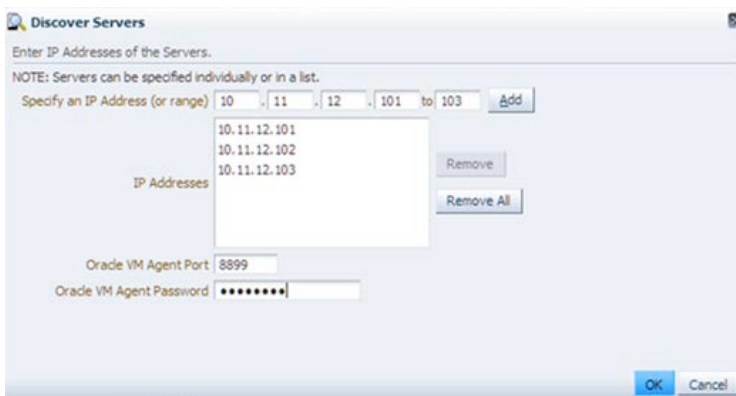 Discover Servers
Enter IP Addresses of the Servers.
NOTE: Servers can be specified individually or in a list.
Specify an IP Address (or range) 10 . 11 . 12 . 101 to 103 Add
10.11.12.101
10.11.12.102
10.11.12.103
IP Addresses
Remove
Remove All
Oracle VM Agent Port 8899
Oracle VM Agent Password ••••••••
OK Cancel